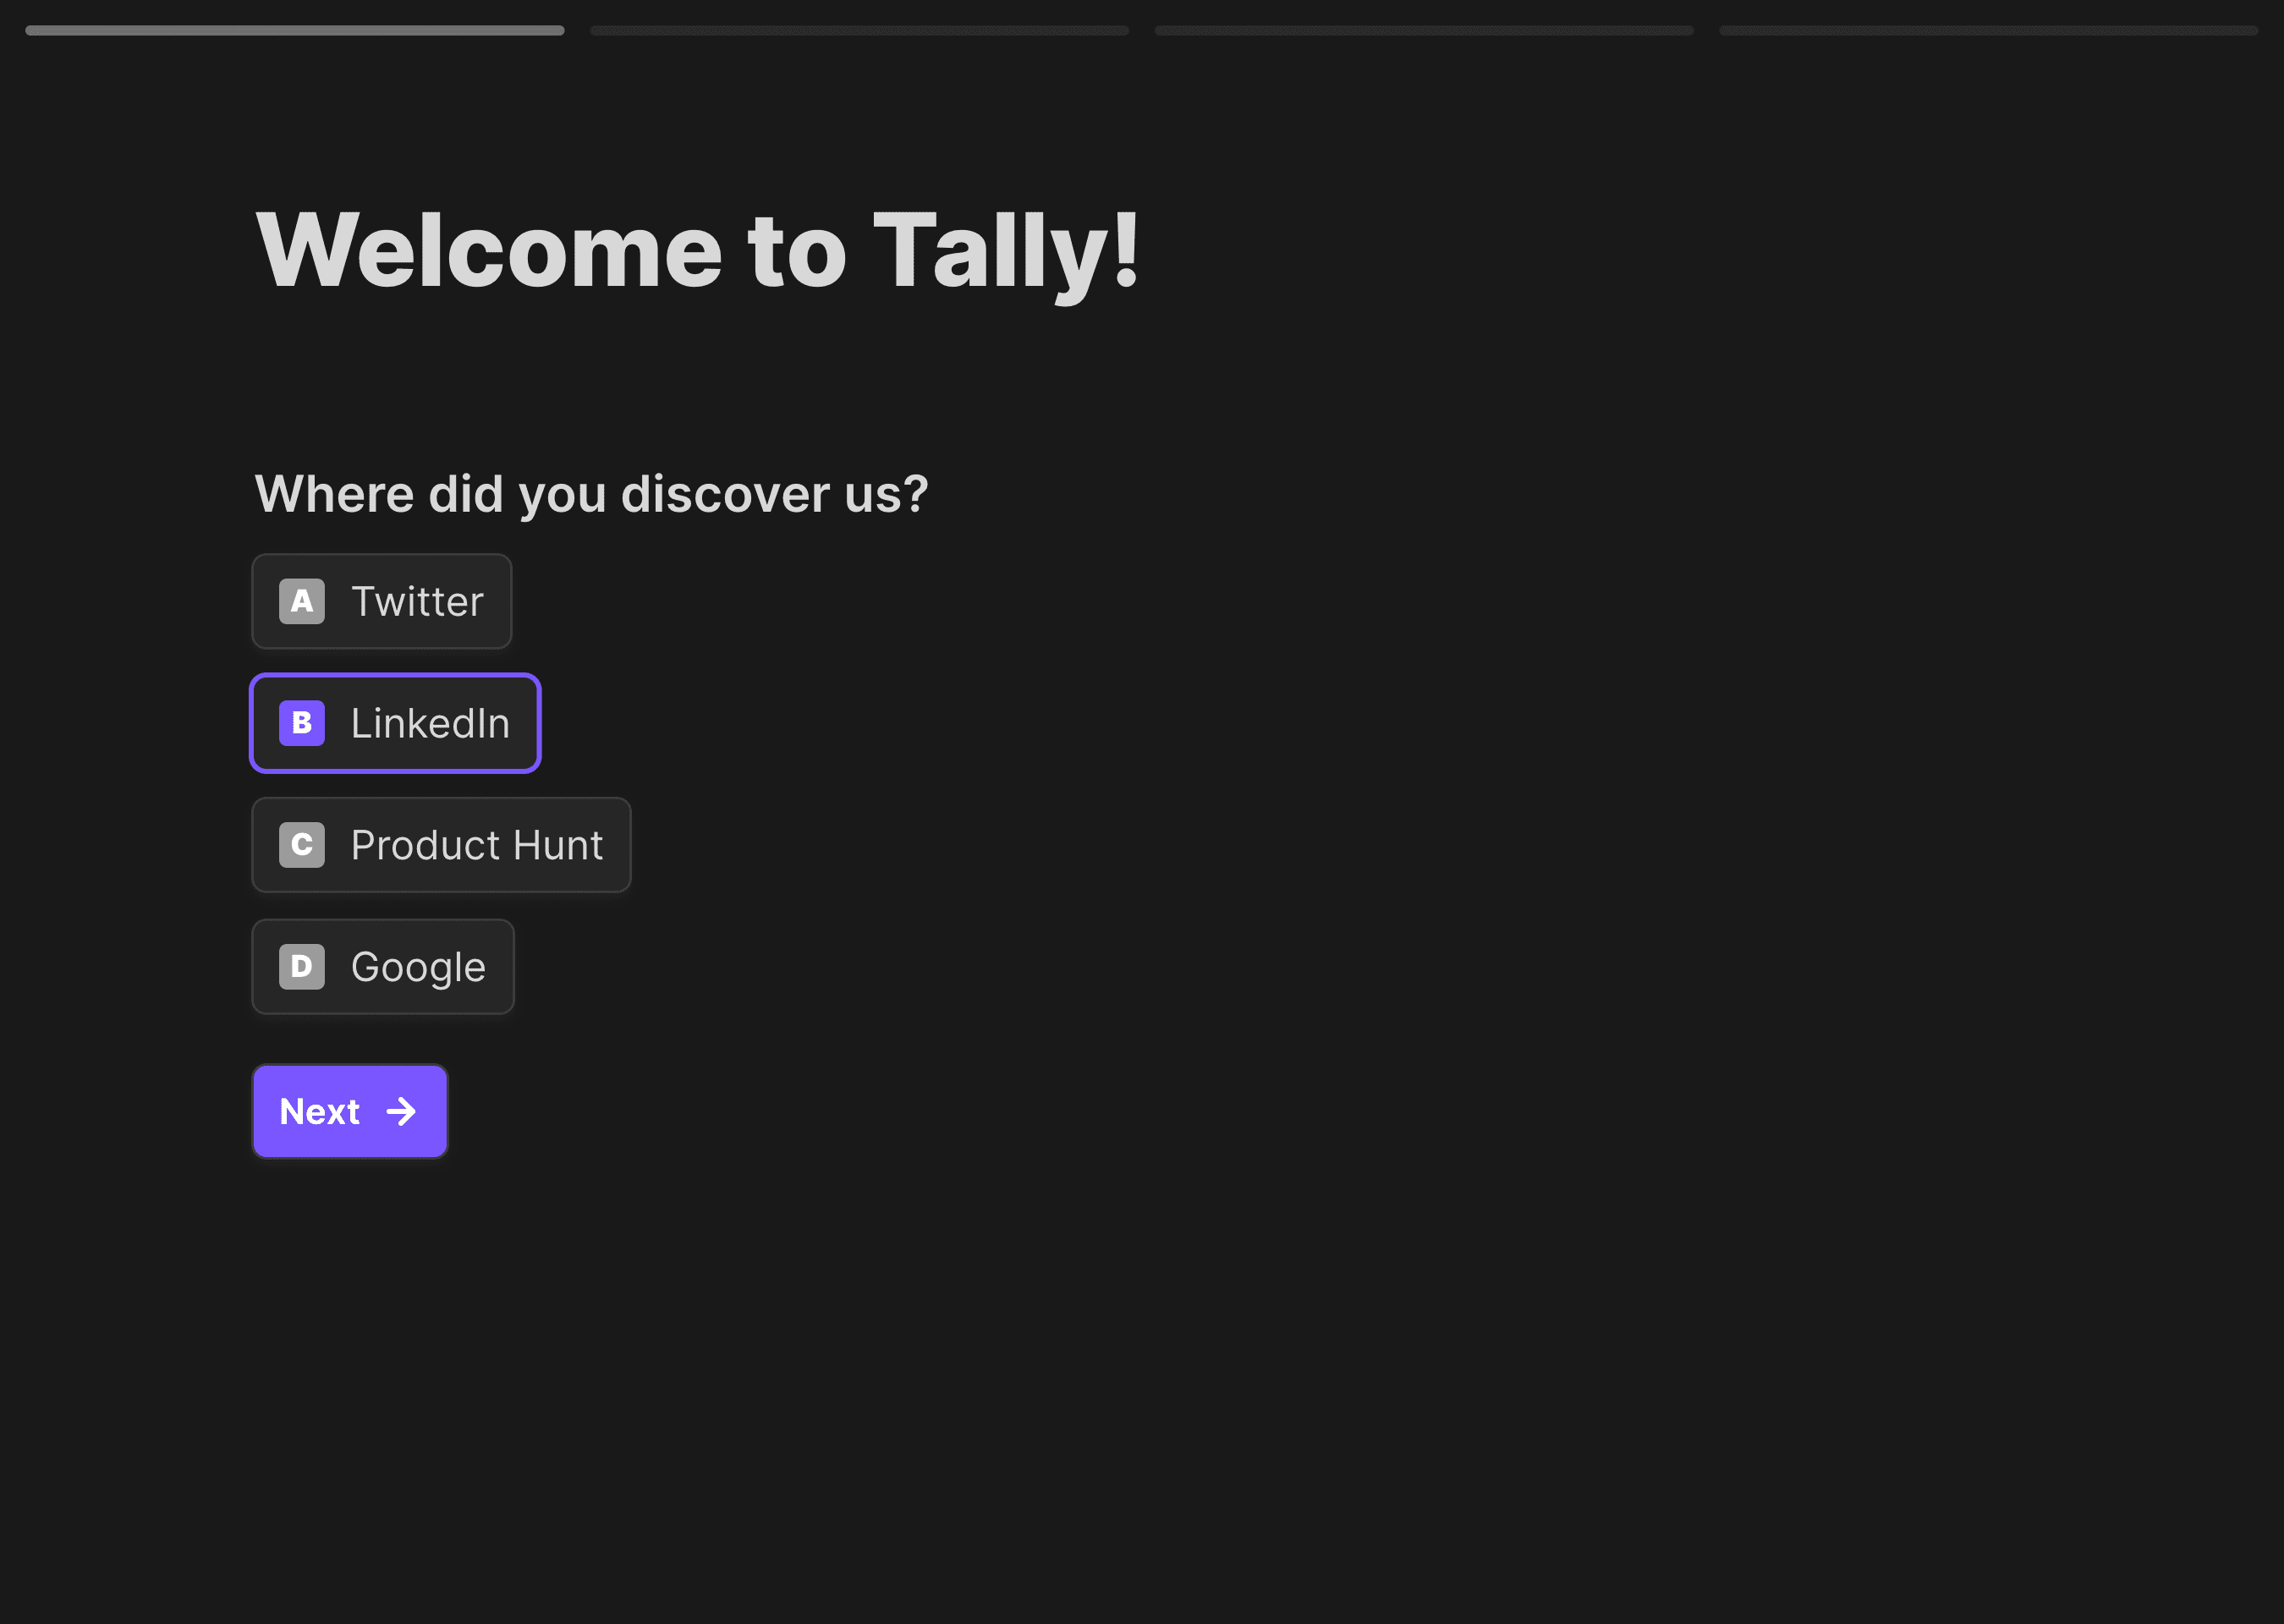 Welcome to Tally!
Where did you discover us?
A Twitter
B LinkedIn
C Product Hunt
D Google
Next →